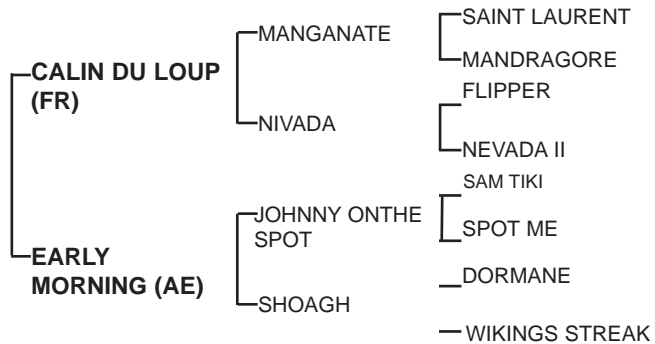 SAINT LAURENT
MANGANATE
MANDRAGORE
CALIN DU LOUP
(FR)
FLIPPER
NIVADA
NEVADA II
SAM TIKI
JOHNNY ONTHE
SPOT
SPOT ME
EARLY
MORNING (AE)
DORMANE
SHOAGH
WIKINGS STREAK